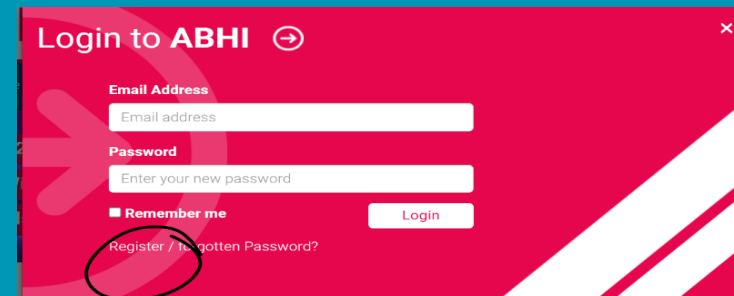 Login to ABHI
Email Address
Email address
Password
Enter your new password
Remember me
Login
Register / forgotten Password?